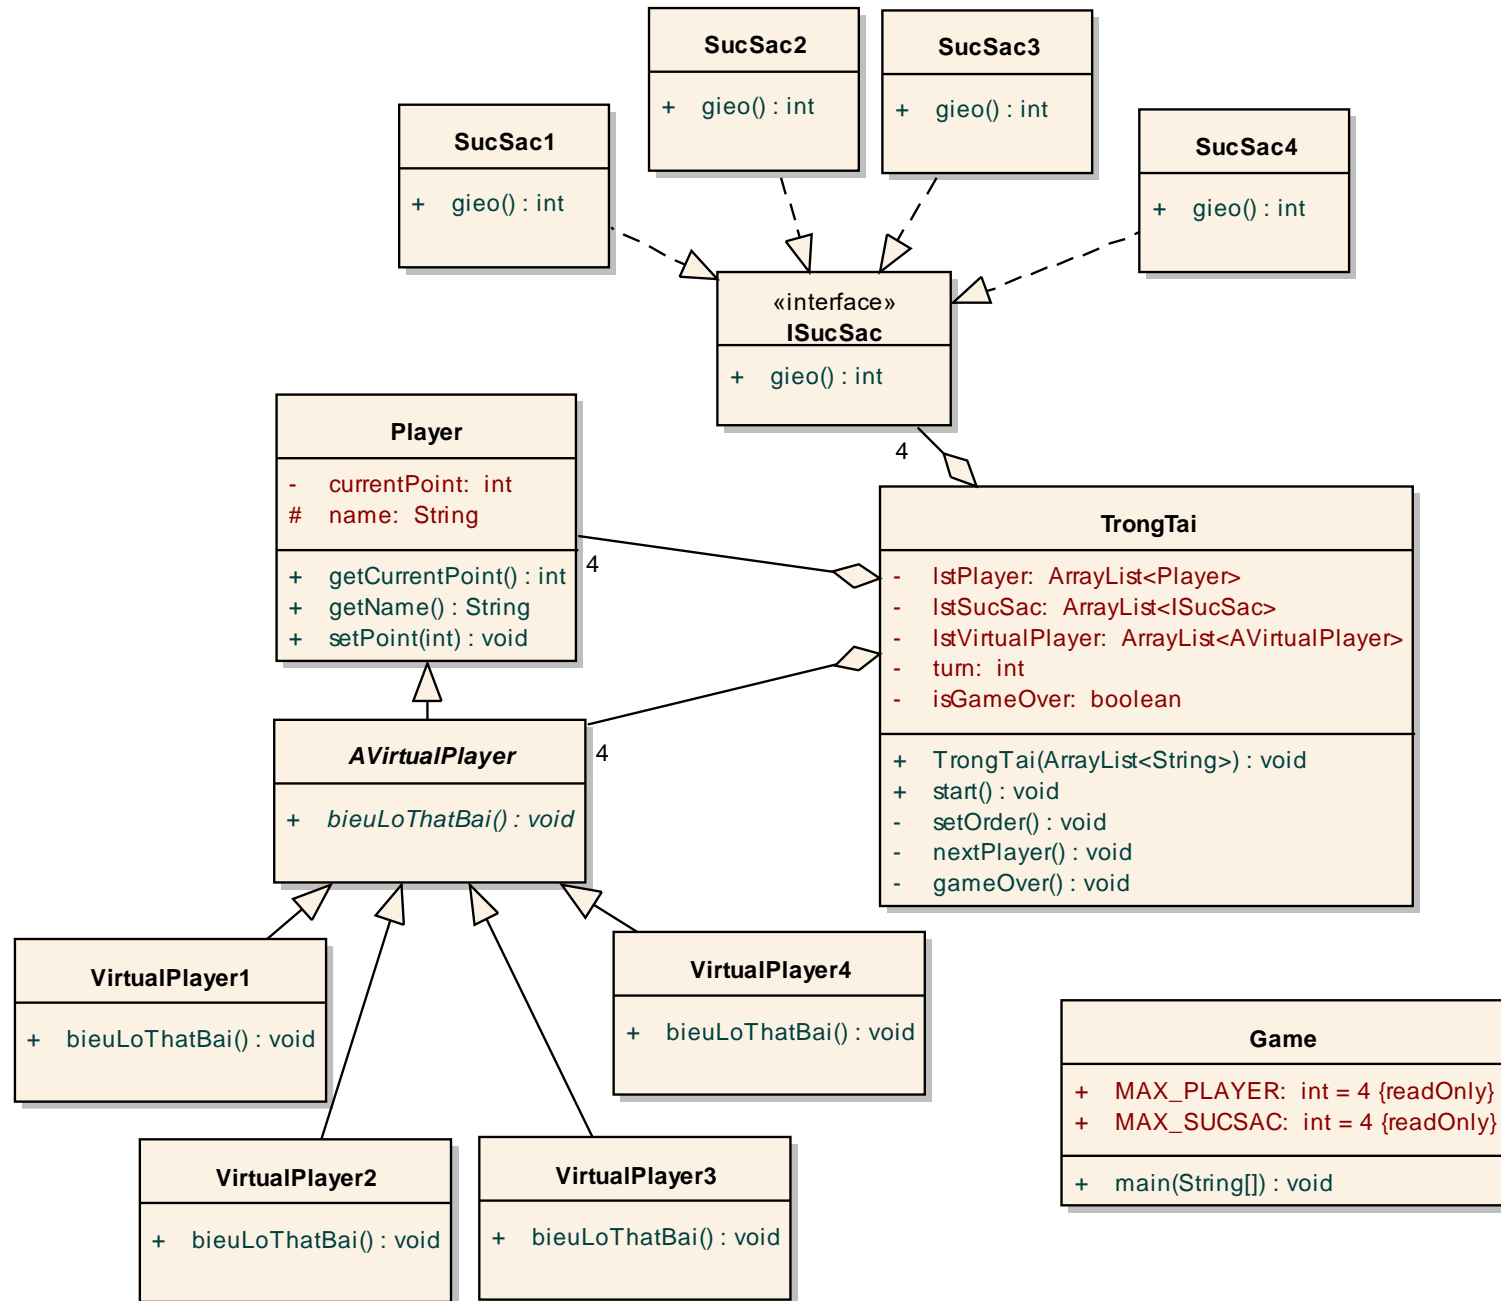 SucSac2
+ gieo() : int
SucSac3
+ gieo() : int
SucSac1
+ gieo() : int
SucSac4
+ gieo() : int
«interface»
ISucSac
+ gieo() : int
4
Player
- currentPoint: int
# name: String
+ getCurrentPoint() : int
+ getName() : String
+ setPoint(int) : void
4
TrongTai
- lstPlayer: ArrayList<Player>
- lstSucSac: ArrayList<ISucSac>
- lstVirtualPlayer: ArrayList<AVirtualPlayer>
- turn: int
- isGameOver: boolean
+ TrongTai(ArrayList<String>) : void
+ start() : void
- setOrder() : void
- nextPlayer() : void
- gameOver() : void
AVirtualPlayer
+ bieuLoThatBai() : void
4
VirtualPlayer1
+ bieuLoThatBai() : void
VirtualPlayer4
+ bieuLoThatBai() : void
VirtualPlayer2
+ bieuLoThatBai() : void
VirtualPlayer3
+ bieuLoThatBai() : void
Game
+ MAX_PLAYER: int = 4 {readOnly}
+ MAX_SUCSAC: int = 4 {readOnly}
+ main(String[]) : void